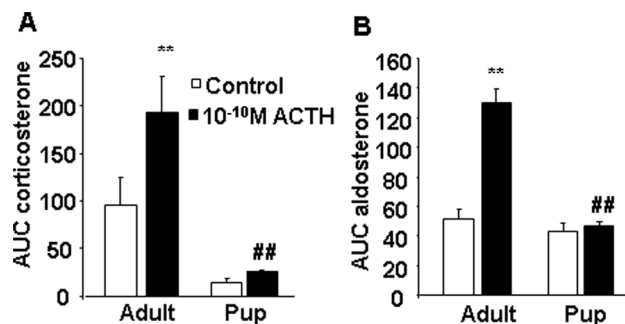 A
AUC corticosterone
250
200
150
100
50
0
**
##
Control
10⁻¹⁰M ACTH
Adult
Pup
B
AUC aldosterone
160
140
120
100
80
60
40
20
0
**
##
Adult
Pup